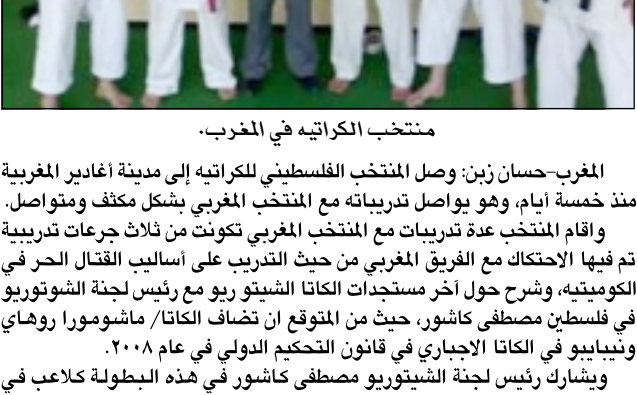 منتخب الكراتيه في المغرب.
المغرب-حسان زبن: وصل المنتخب الفلسطيني للكراتيه إلى مدينة أغادير المغربية
منذ خمسة أيام، وهو يواصل تدريباته مع المنتخب المغربي بشكل مكثف ومتواصل.
واقام المنتخب عدة تدريبات مع المنتخب المغربي تكونت من ثلاث جرعات تدريبية
تم فيها الاحتكاك مع الفريق المغربي من حيث التدريب على أساليب القتال الحر في
الكوميتيه، وشرح حول آخر مستجدات الكاتا الشيتو ريو مع رئيس لجنة الشوتوريو
في فلسطين مصطفى كاشور، حيث من المتوقع ان تضاف الكاتا/ ماشومورا روهاي
ونيبايبو في الكاتا الاجباري في قانون التحكيم الدولي في عام ٢٠٠٨.
ويشارك رئيس لجنة الشيتوريو مصطفى كاشور في هذه البطولة كلاعب في